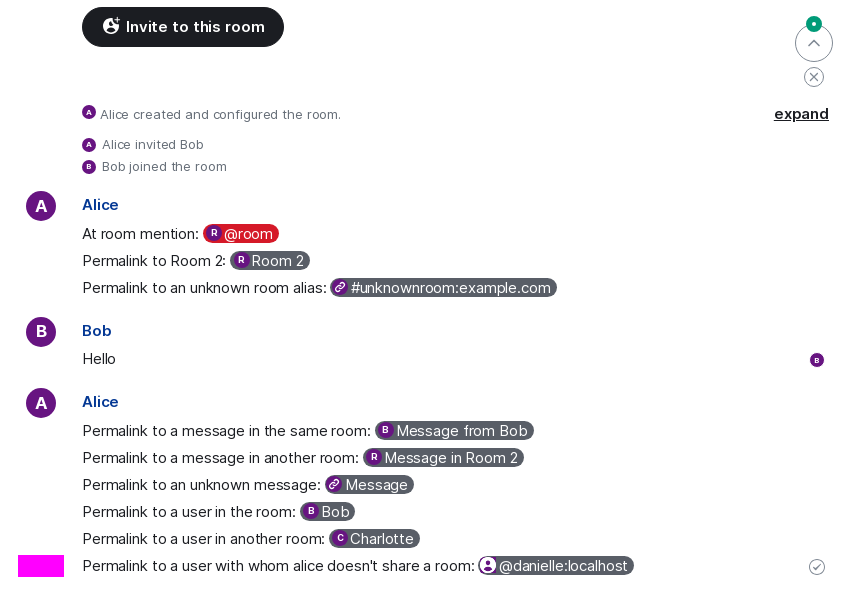 Invite to this room
A Alice created and configured the room. expand
A Alice invited Bob
B Bob joined the room
A Alice
At room mention: R @room
Permalink to Room 2: R Room 2
Permalink to an unknown room alias: #unknownroom:example.com
B Bob
Hello B
A Alice
Permalink to a message in the same room: B Message from Bob
Permalink to a message in another room: R Message in Room 2
Permalink to an unknown message: Message
Permalink to a user in the room: B Bob
Permalink to a user in another room: C Charlotte
Permalink to a user with whom alice doesn't share a room: @danielle:localhost